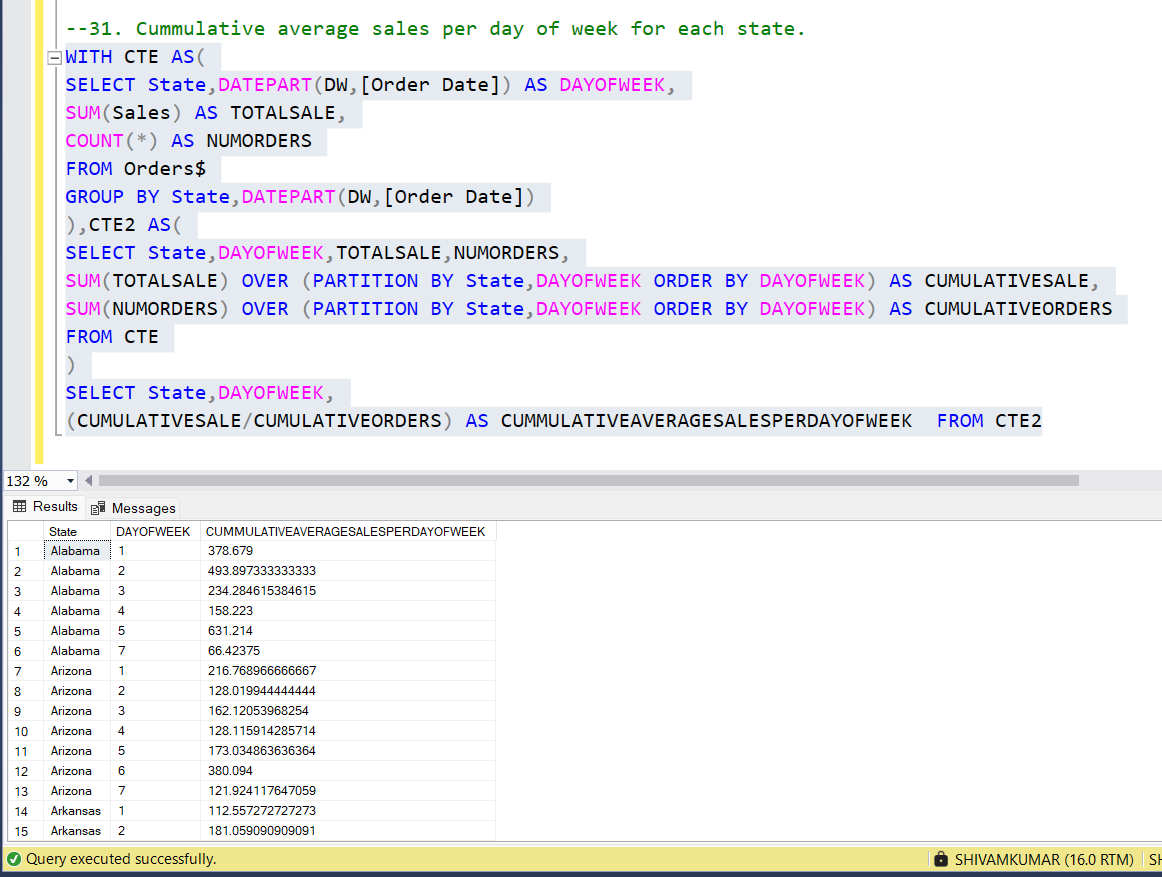 --31. Cummulative average sales per day of week for each state.
WITH CTE AS(
SELECT State,DATEPART(DW,[Order Date]) AS DAYOFWEEK,
SUM(Sales) AS TOTALSALE,
COUNT(*) AS NUMORDERS
FROM Orders$
GROUP BY State,DATEPART(DW,[Order Date])
),CTE2 AS(
SELECT State,DAYOFWEEK,TOTALSALE,NUMORDERS,
SUM(TOTALSALE) OVER (PARTITION BY State,DAYOFWEEK ORDER BY DAYOFWEEK) AS CUMULATIVESALE,
SUM(NUMORDERS) OVER (PARTITION BY State,DAYOFWEEK ORDER BY DAYOFWEEK) AS CUMULATIVEORDERS
FROM CTE
)
SELECT State,DAYOFWEEK,
(CUMULATIVESALE/CUMULATIVEORDERS) AS CUMMULATIVEAVERAGESALESPERDAYOFWEEK FROM CTE2
132 %
Results Messages
State DAYOFWEEK CUMMULATIVEAVERAGESALESPERDAYOFWEEK
1 Alabama 1 378.679
2 Alabama 2 493.897333333333
3 Alabama 3 234.284615384615
4 Alabama 4 158.223
5 Alabama 5 631.214
6 Alabama 7 66.42375
7 Arizona 1 216.768966666667
8 Arizona 2 128.019944444444
9 Arizona 3 162.12053968254
10 Arizona 4 128.115914285714
11 Arizona 5 173.034863636364
12 Arizona 6 380.094
13 Arizona 7 121.924117647059
14 Arkansas 1 112.557272727273
15 Arkansas 2 181.059090909091
Query executed successfully. SHIVAMKUMAR (16.0 RTM) SH